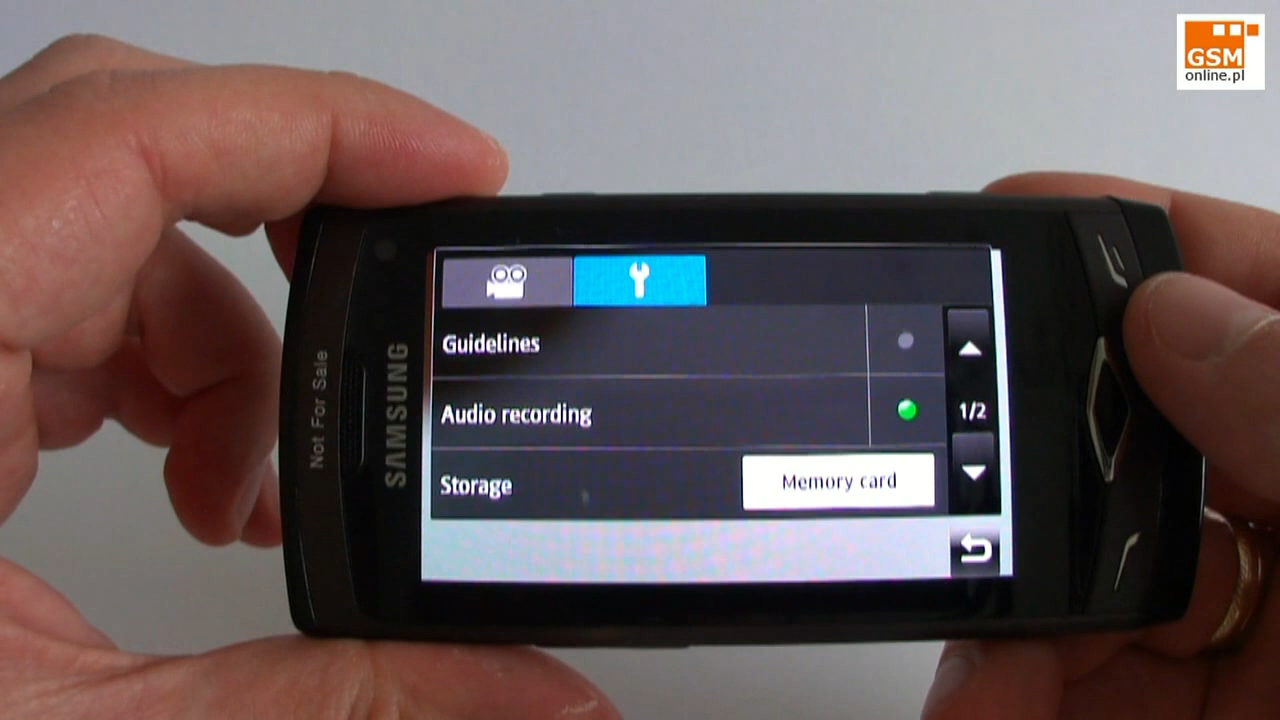 GSM
online.pl
Not For Sale
SAMSUNG
Guidelines
Audio recording
1/2
Storage
Memory card